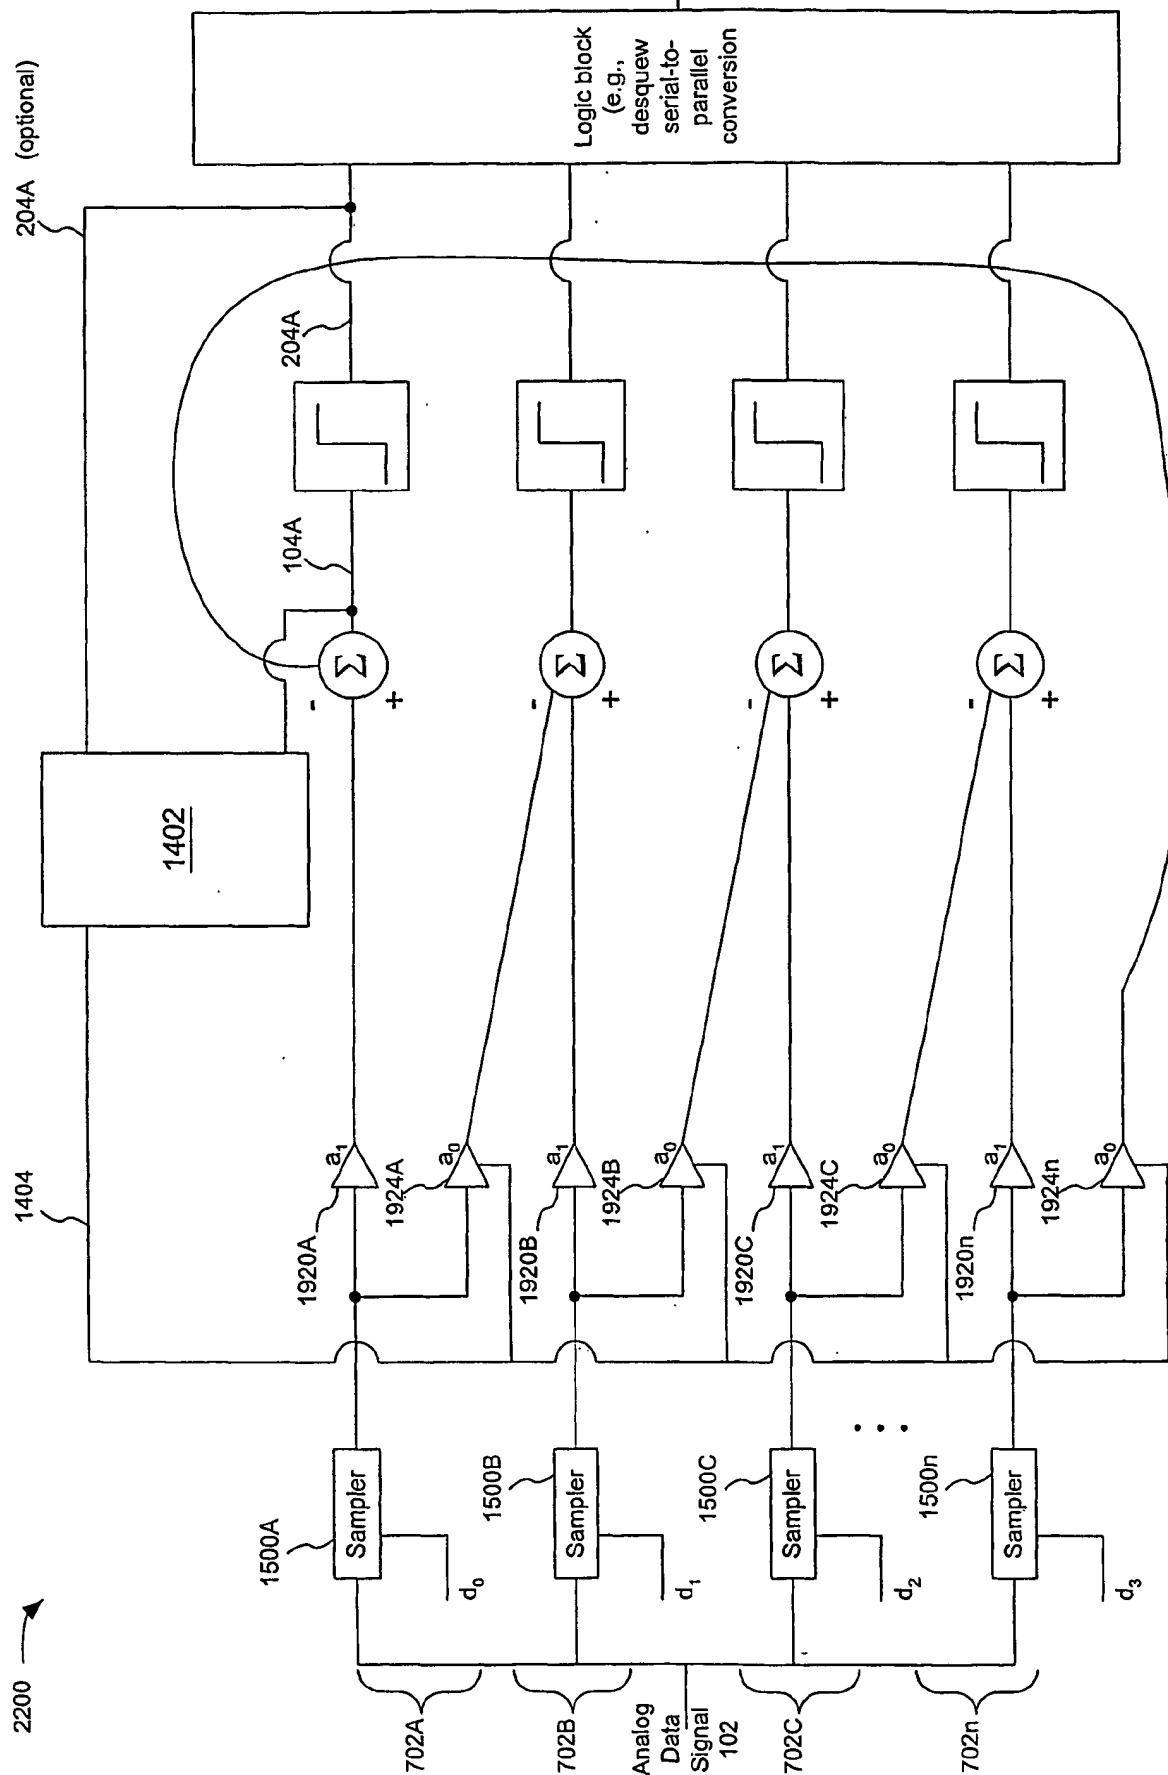 2200
1404
204A (optional)
1402
702A
702B
Analog
Data
Signal
102
702C
702n
1500A
Sampler
d0
1500B
Sampler
d1
1500C
Sampler
d2
. . .
1500n
Sampler
d3
1920A
a1
1924A
a0
1920B
a1
1924B
a0
1920C
a1
1924C
a0
1920n
a1
1924n
a0
-
Σ
+
-
Σ
+
-
Σ
+
-
Σ
+
104A
204A
Logic block
(e.g.,
desquew
serial-to-
parallel
conversion